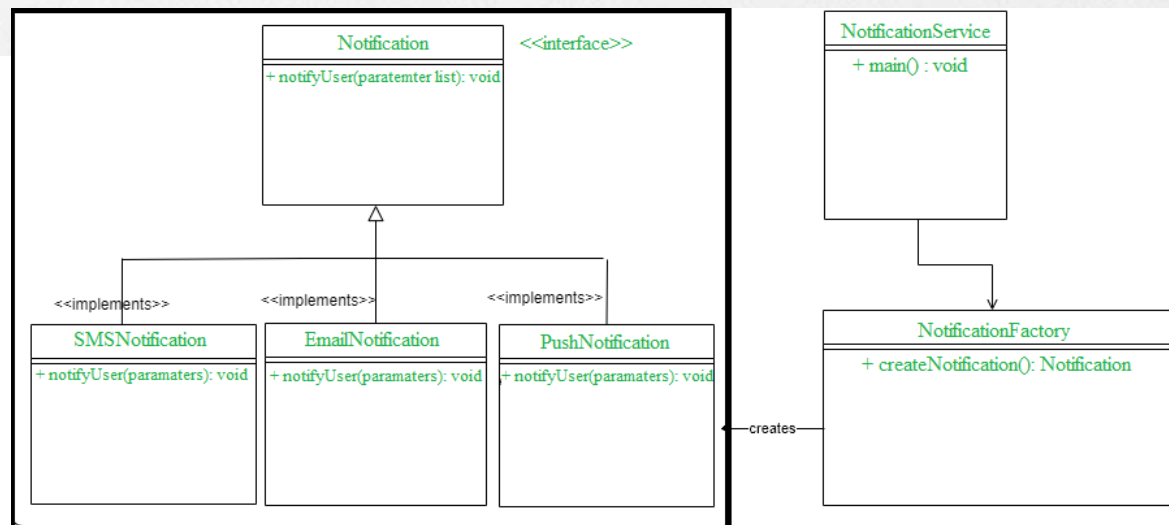 Notification
<<interface>>
+ notifyUser(paratemter list): void
<<implements>>
<<implements>>
<<implements>>
SMSNotification
+ notifyUser(paramaters): void
EmailNotification
+ notifyUser(paramaters): void
PushNotification
+ notifyUser(paramaters): void
NotificationService
+ main() : void
NotificationFactory
+ createNotification(): Notification
creates